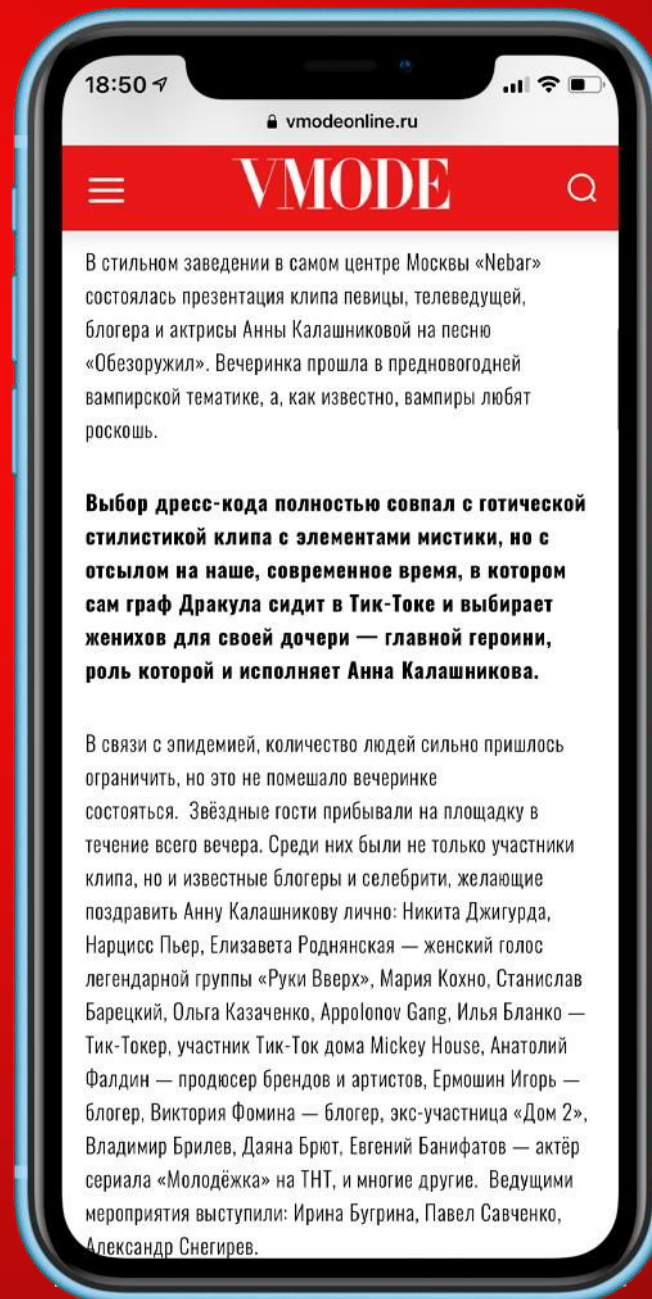 18:50
vmodeonline.ru
VMODE
В стильном заведении в самом центре Москвы «Nebar»
состоялась презентация клипа певицы, телеведущей,
блогера и актрисы Анны Калашниковой на песню
«Обезоружил». Вечеринка прошла в предновогодней
вампирской тематике, а, как известно, вампиры любят
роскошь.
Выбор дресс-кода полностью совпал с готической
стилистикой клипа с элементами мистики, но с
отсылом на наше, современное время, в котором
сам граф Дракула сидит в Тик-Токе и выбирает
женихов для своей дочери — главной героини,
роль которой и исполняет Анна Калашникова.
В связи с эпидемией, количество людей сильно пришлось
ограничить, но это не помешало вечеринке
состояться. Звёздные гости прибывали на площадку в
течение всего вечера. Среди них были не только участники
клипа, но и известные блогеры и селебрити, желающие
поздравить Анну Калашникову лично: Никита Джигурда,
Нарцисс Пьер, Елизавета Роднянская — женский голос
легендарной группы «Руки Вверх», Мария Кохно, Станислав
Барецкий, Ольга Казаченко, Appolonov Gang, Илья Бланко —
Тик-Токер, участник Тик-Ток дома Mickey House, Анатолий
Фалдин — продюсер брендов и артистов, Ермошин Игорь —
блогер, Виктория Фомина — блогер, экс-участница «Дом 2»,
Владимир Брилев, Даяна Брют, Евгений Банифатов — актёр
сериала «Молодёжка» на ТНТ, и многие другие. Ведущими
мероприятия выступили: Ирина Бугрина, Павел Савченко,
Александр Снегирев.